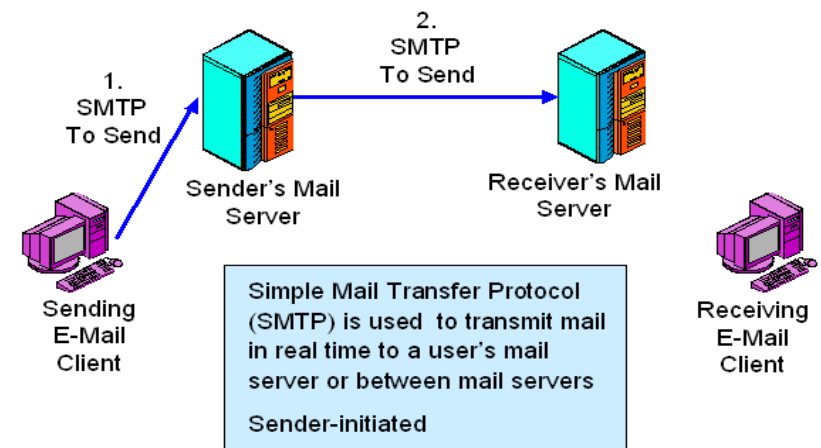 1.
SMTP
To Send
2.
SMTP
To Send
Sender's Mail
Server
Receiver's Mail
Server
Sending
E-Mail
Client
Simple Mail Transfer Protocol
(SMTP) is used to transmit mail
in real time to a user's mail
server or between mail servers
Sender-initiated
Receiving
E-Mail
Client